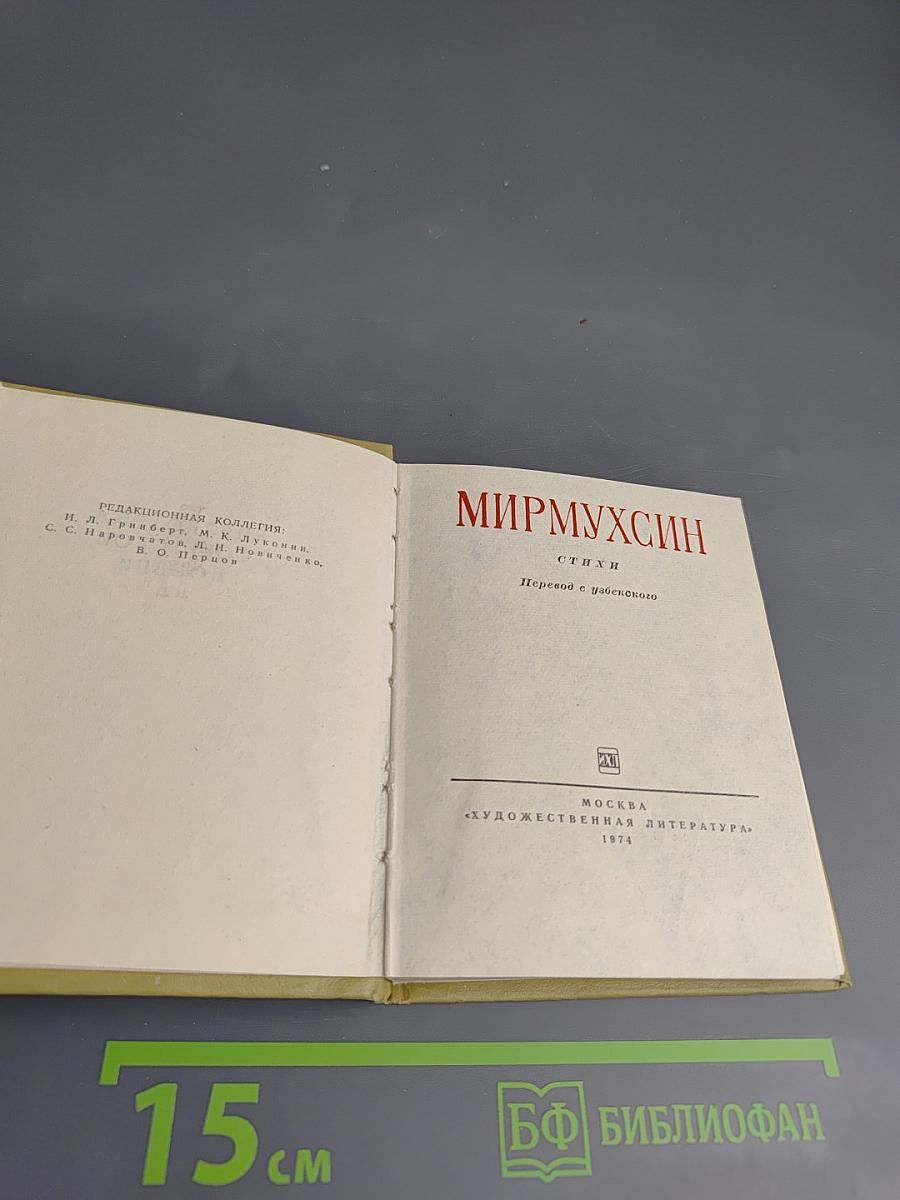 РЕДАКЦИОННАЯ КОЛЛЕГИЯ:
И. Л. Гринберг, М. К. Луконин,
С. С. Наровчатов, Л. Н. Новиченко,
В. О. Перцов
МИРМУХСИН
СТИХИ
Перевод с узбекского
ИХЛ
МОСКВА
«ХУДОЖЕСТВЕННАЯ ЛИТЕРАТУРА»
1974
15 СМ
БФ БИБЛИОФАН